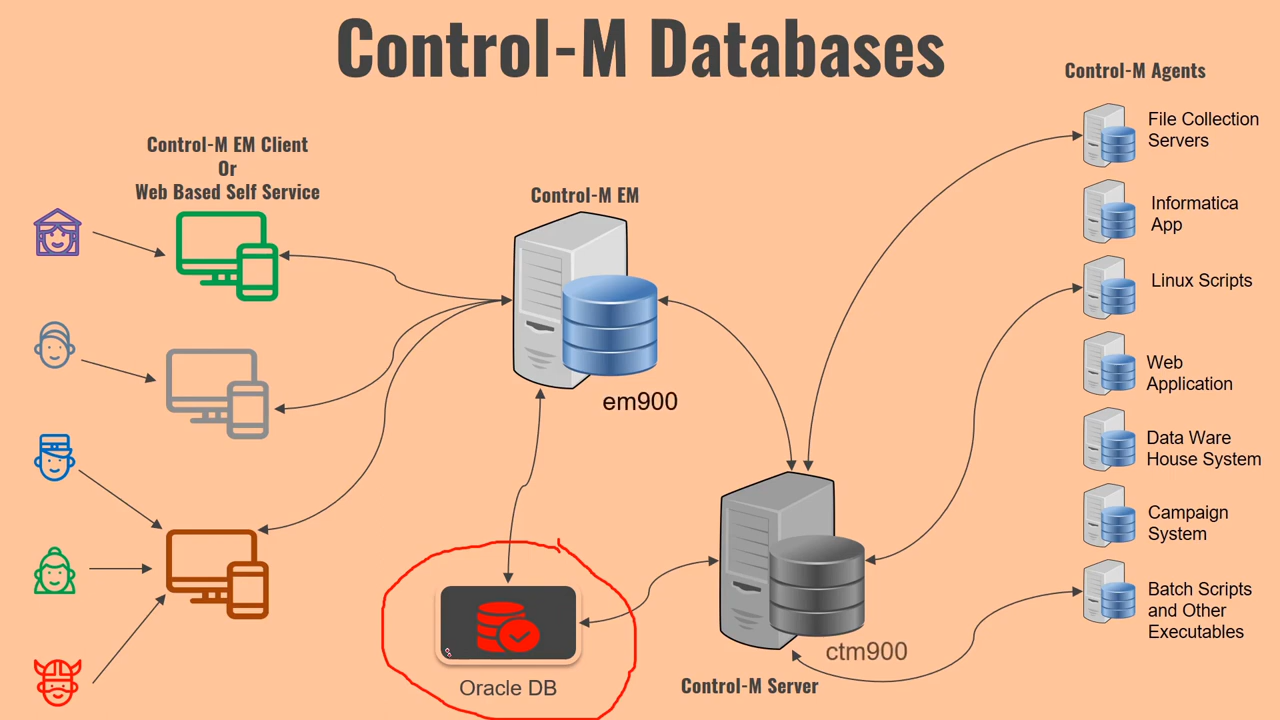 Control-M Databases
Control-M Agents
Control-M EM Client
Or
Web Based Self Service
Control-M EM
em900
Oracle DB
ctm900
Control-M Server
File Collection
Servers
Informatica
App
Linux Scripts
Web
Application
Data Ware
House System
Campaign
System
Batch Scripts
and Other
Executables